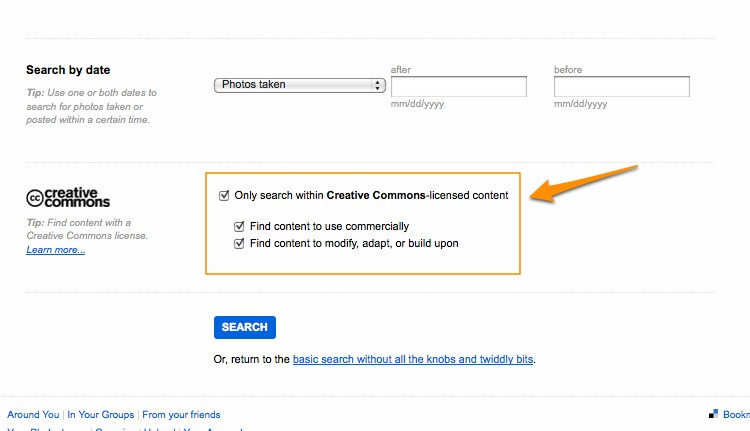 Search by date
Tip: Use one or both dates to
search for photos taken or
posted within a certain time.
Photos taken
after
mm/dd/yyyy
before
mm/dd/yyyy
cc creative
commons
Tip: Find content with a
Creative Commons license.
Learn more...
Only search within Creative Commons-licensed content
Find content to use commercially
Find content to modify, adapt, or build upon
SEARCH
Or, return to the basic search without all the knobs and twiddly bits.
Around You | In Your Groups | From your friends